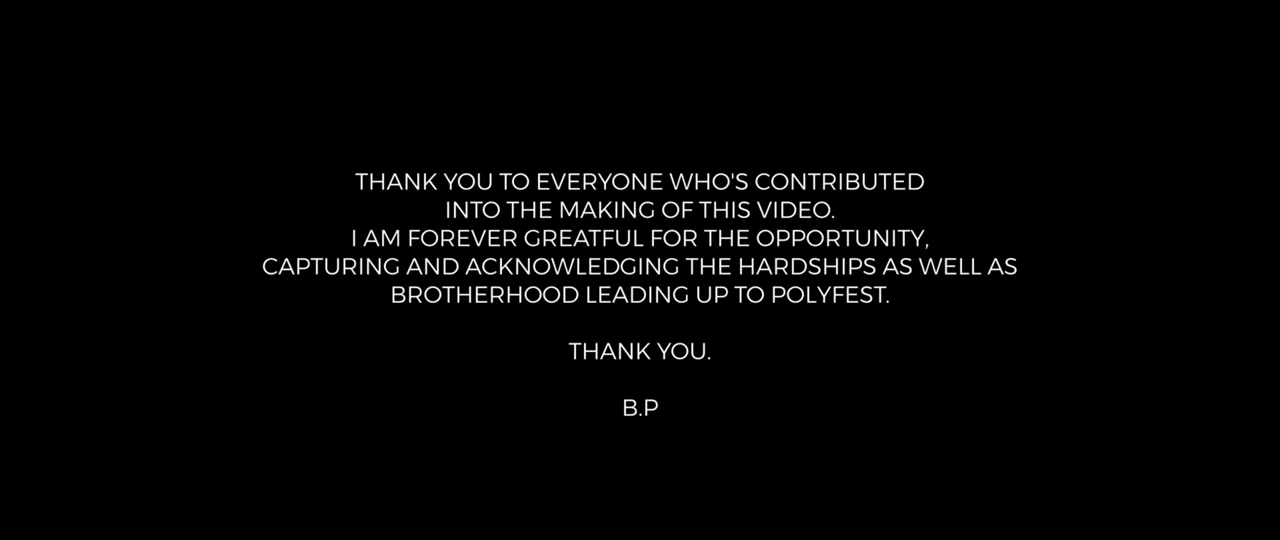 THANK YOU TO EVERYONE WHO'S CONTRIBUTED
INTO THE MAKING OF THIS VIDEO.
I AM FOREVER GREATFUL FOR THE OPPORTUNITY,
CAPTURING AND ACKNOWLEDGING THE HARDSHIPS AS WELL AS
BROTHERHOOD LEADING UP TO POLYFEST.
THANK YOU.
B.P